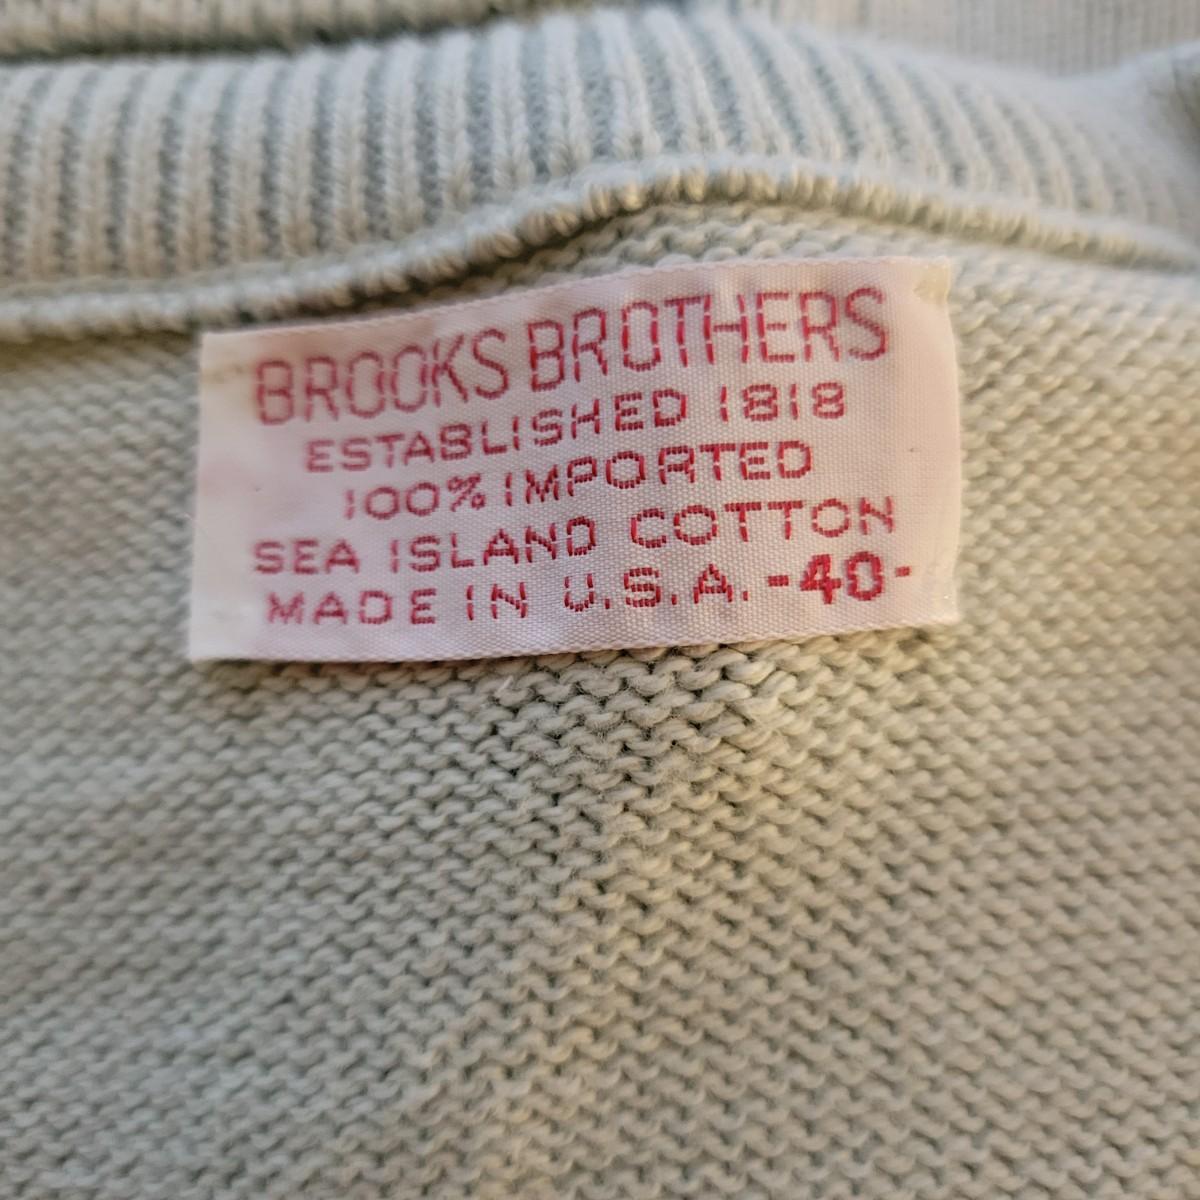 BROOKS BROTHERS
ESTABLISHED 1818
100% IMPORTED
SEA ISLAND COTTON
MADE IN U.S.A. -40-